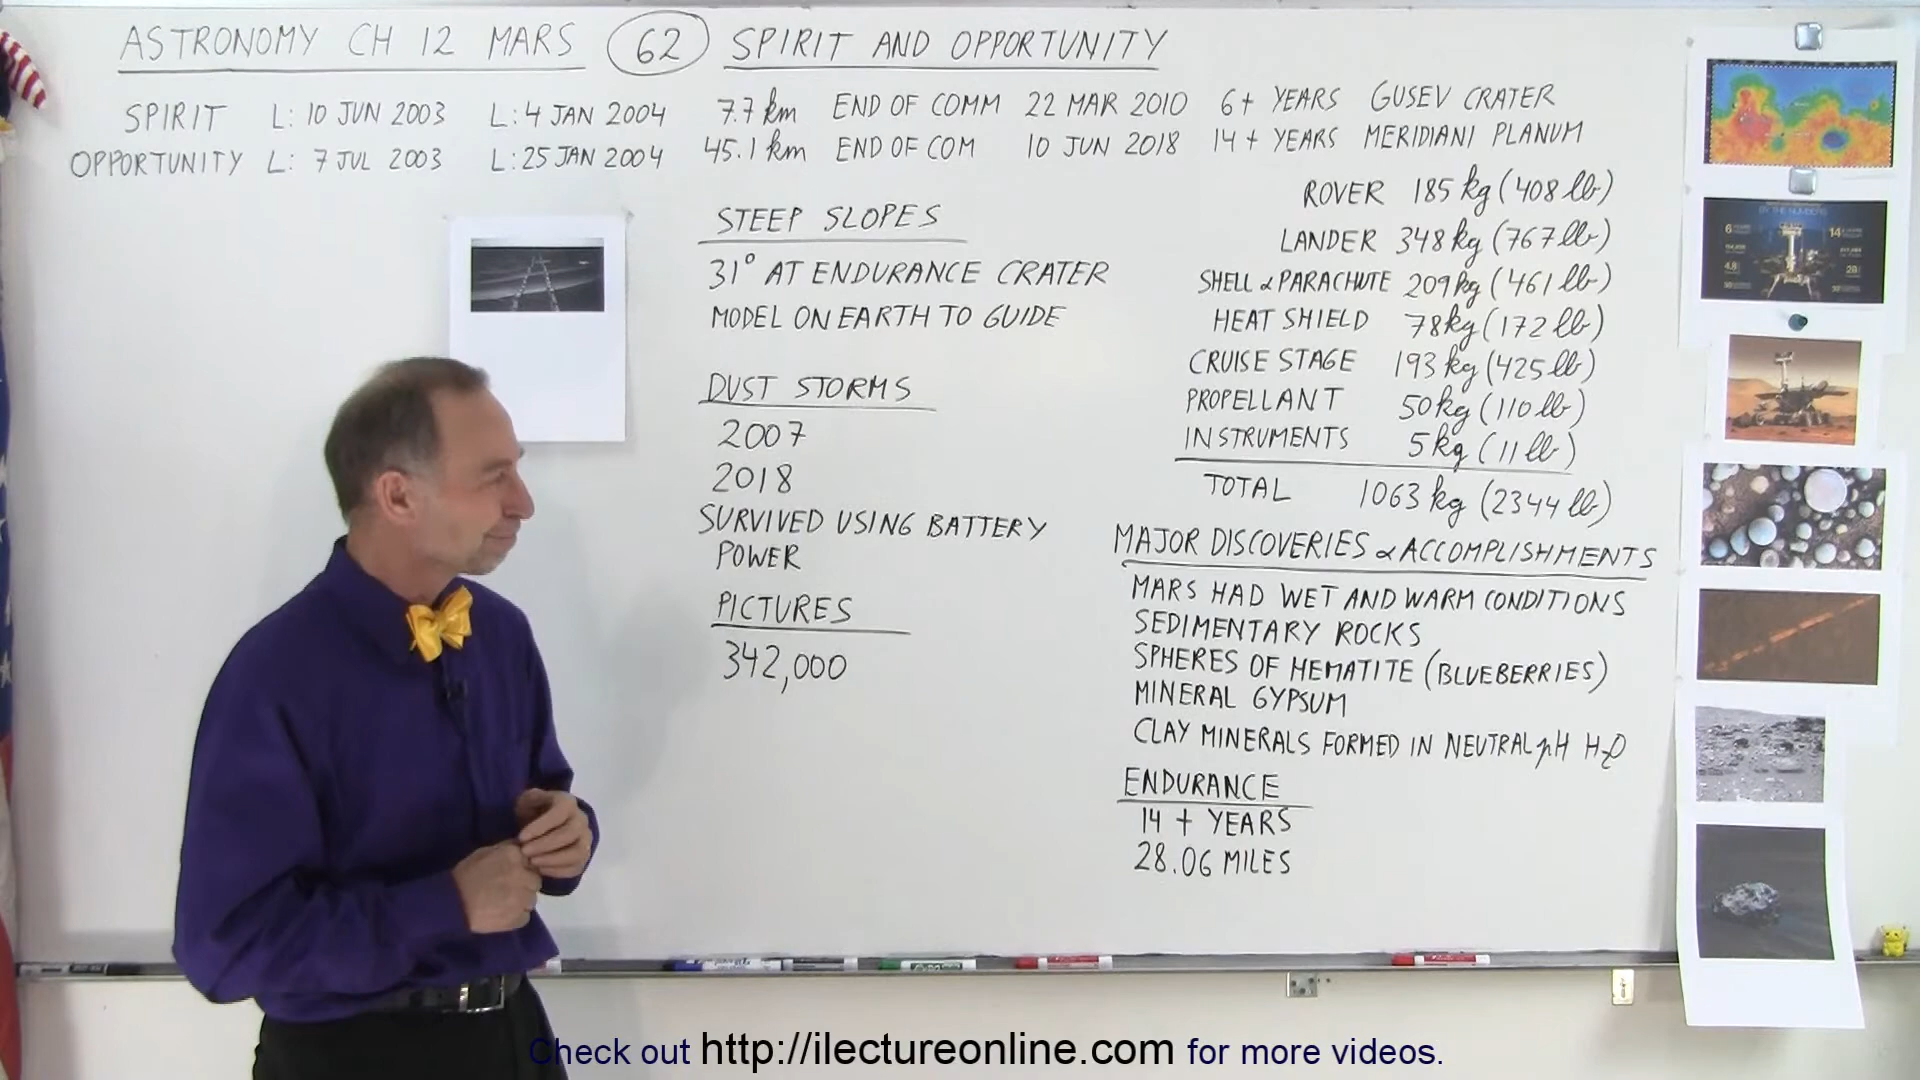 ASTRONOMY CH 12 MARS 62 SPIRIT AND OPPORTUNITY
SPIRIT L: 10 JUN 2003 L: 4 JAN 2004 7.7 km END OF COMM 22 MAR 2010 6+ YEARS GUSEV CRATER
OPPORTUNITY L: 7 JUL 2003 L: 25 JAN 2004 45.1 km END OF COM 10 JUN 2018 14+ YEARS MERIDIANI PLANUM
STEEP SLOPES
31° AT ENDURANCE CRATER
MODEL ON EARTH TO GUIDE
DUST STORMS
2007
2018
SURVIVED USING BATTERY
POWER
PICTURES
342,000
ROVER 185 kg (408 lb)
LANDER 348 kg (767 lb)
SHELL & PARACHUTE 209 kg (461 lb)
HEAT SHIELD 78 kg (172 lb)
CRUISE STAGE 193 kg (425 lb)
PROPELLANT 50 kg (110 lb)
INSTRUMENTS 5 kg (11 lb)
TOTAL 1063 kg (2344 lb)
MAJOR DISCOVERIES & ACCOMPLISHMENTS
MARS HAD WET AND WARM CONDITIONS
SEDIMENTARY ROCKS
SPHERES OF HEMATITE (BLUEBERRIES)
MINERAL GYPSUM
CLAY MINERALS FORMED IN NEUTRAL pH H2O
ENDURANCE
14 + YEARS
28.06 MILES
BY THE NUMBERS
6 14
Check out http://ilectureonline.com for more videos.